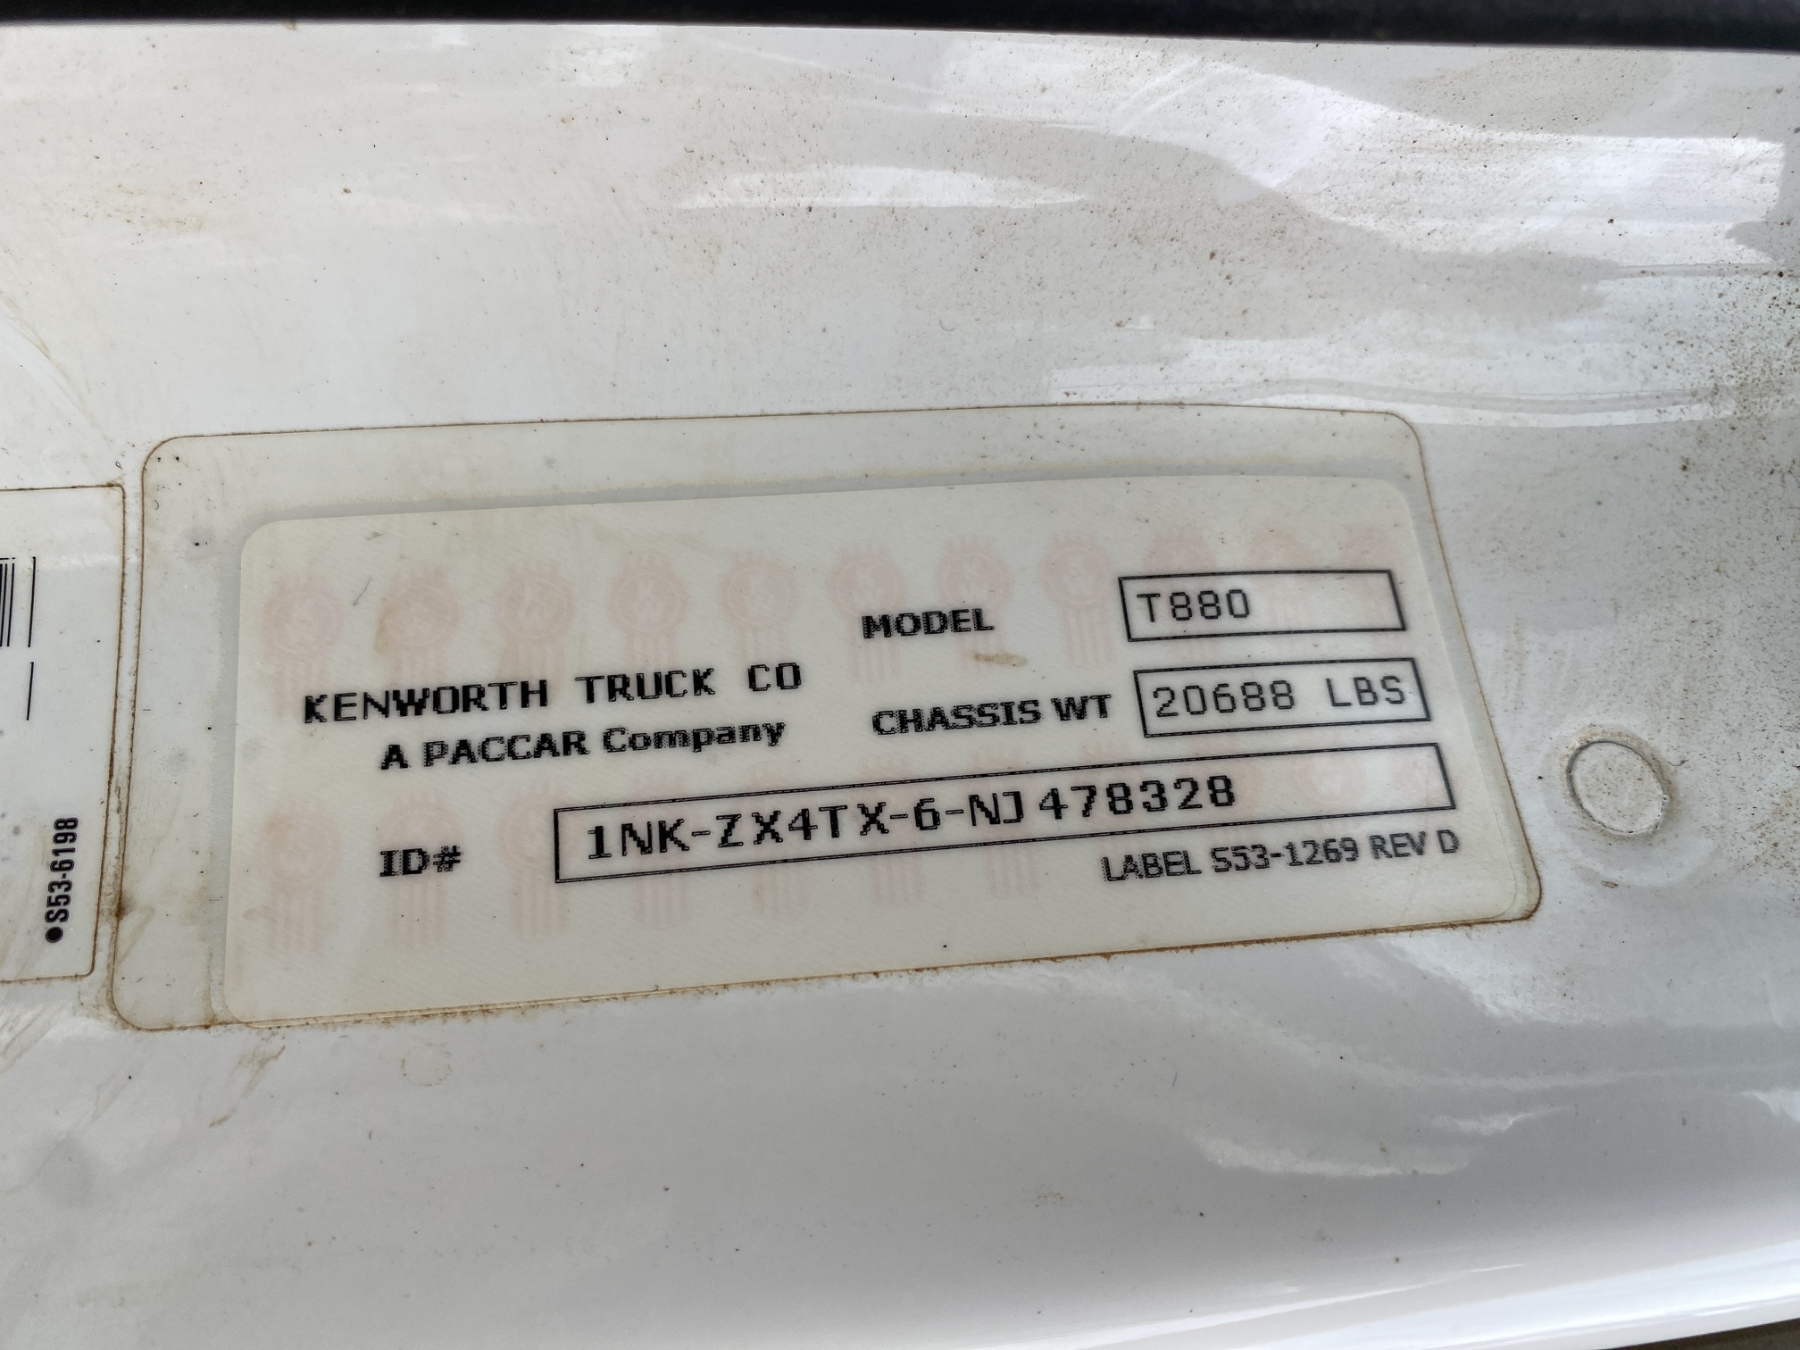 MODEL T880
KENWORTH TRUCK CO
A PACCAR Company
CHASSIS WT 20688 LBS
ID# 1NK-ZX4TX-6-NJ478328
LABEL S53-1269 REV D
●S53-6198